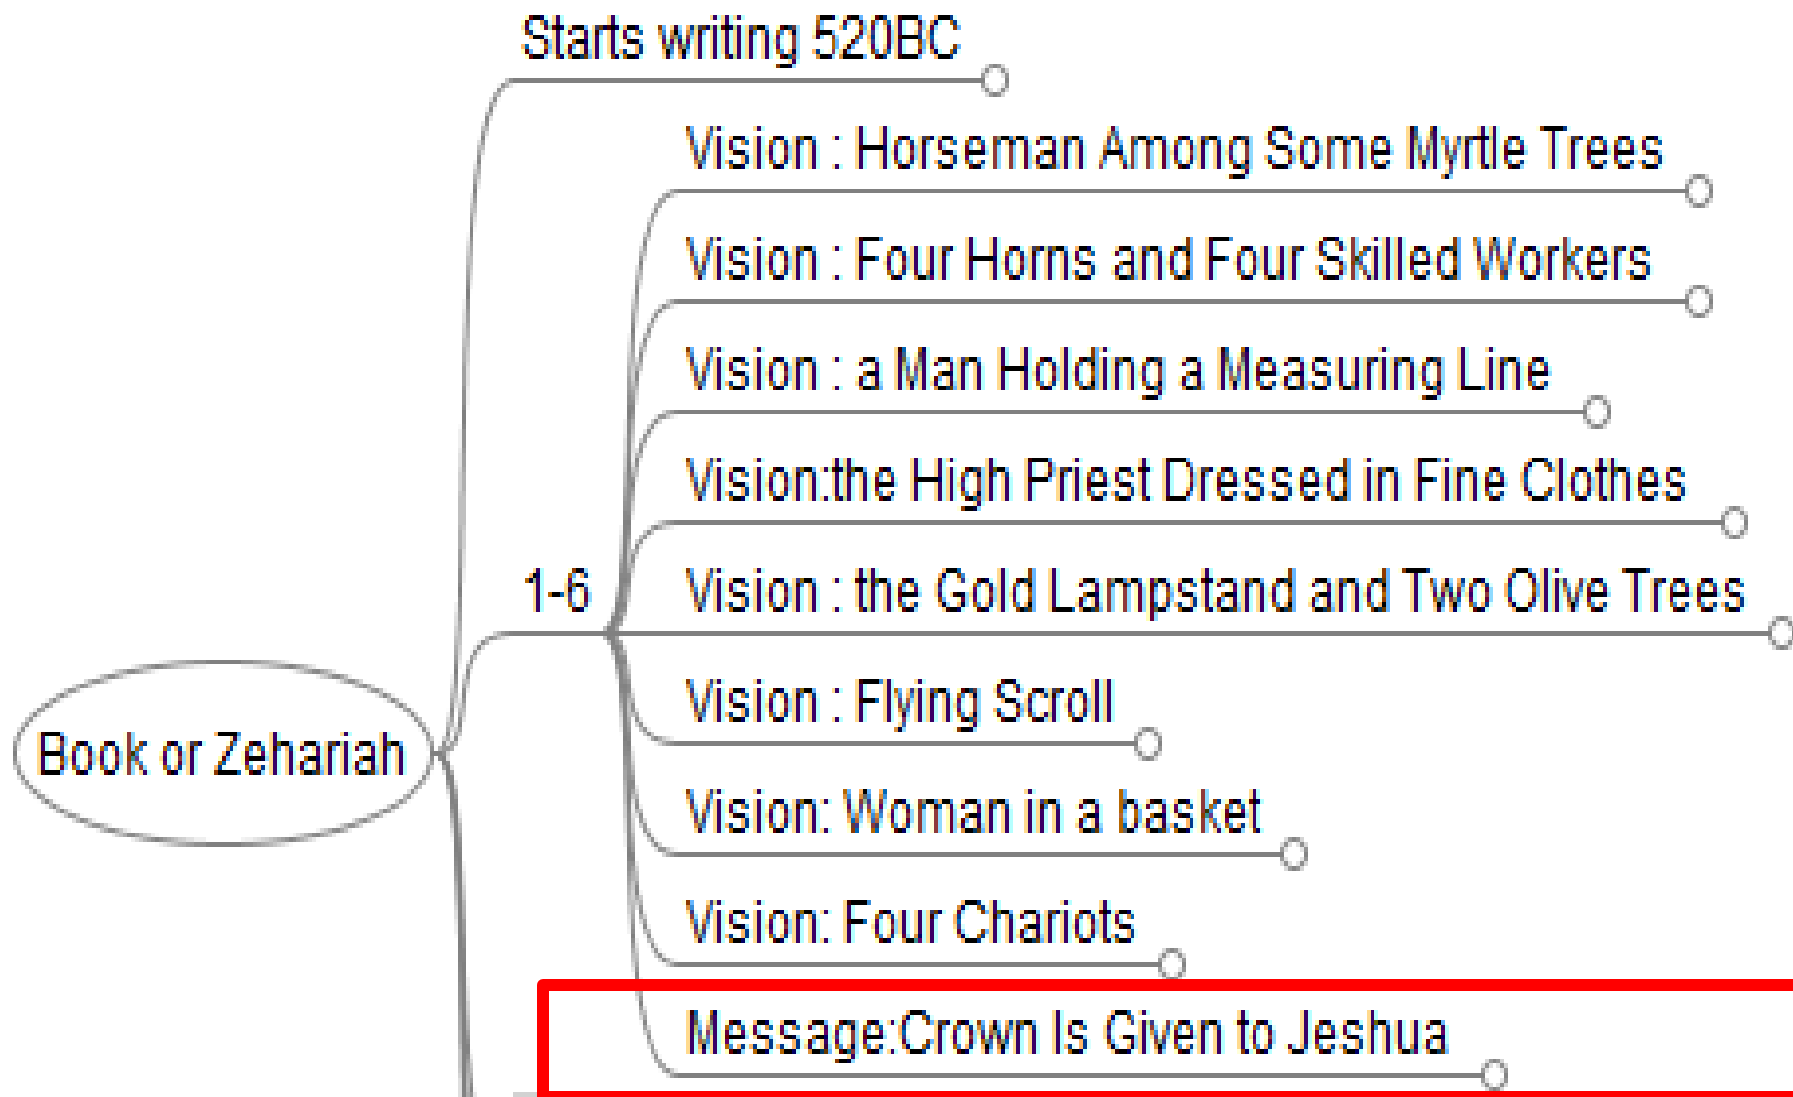 Starts writing 520BC
Vision : Horseman Among Some Myrtle Trees
Vision : Four Horns and Four Skilled Workers
Vision : a Man Holding a Measuring Line
Vision:the High Priest Dressed in Fine Clothes
1-6
Vision : the Gold Lampstand and Two Olive Trees
Vision : Flying Scroll
Book or Zehariah
Vision: Woman in a basket
Vision: Four Chariots
Message:Crown Is Given to Jeshua